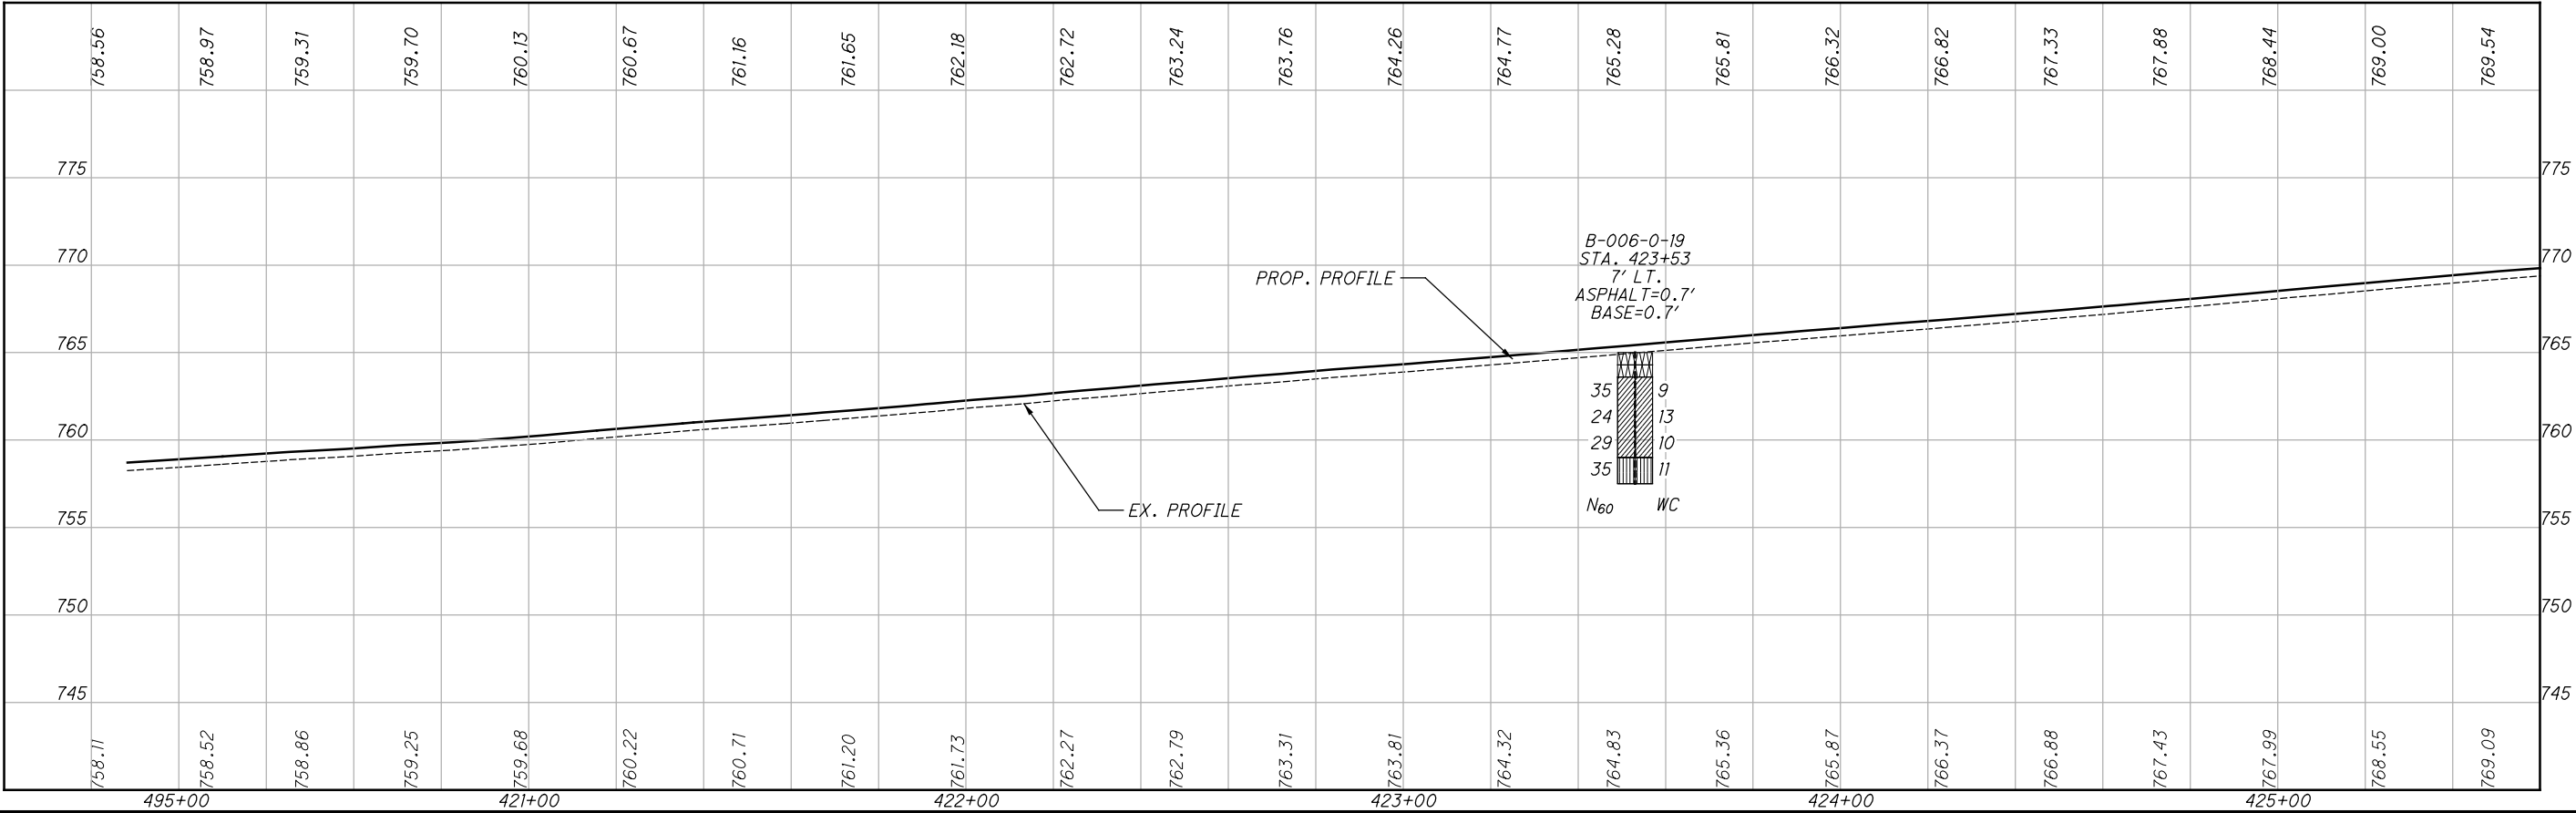 758.56 758.97 759.31 759.70 760.13 760.67 761.16 761.65 762.18 762.72 763.24 763.76 764.26 764.77 765.28 765.81 766.32 766.82 767.33 767.88 768.44 769.00 769.54
775 775
B-006-0-19
STA. 423+53
770 770
7' LT.
PROP. PROFILE
ASPHALT=0.7'
BASE=0.7'
765 765
35 9
24 13
760 760
29 10
35 11
N60 WC
EX. PROFILE
755 755
750 750
745 745
758.11 758.52 758.86 759.25 759.68 760.22 760.71 761.20 761.73 762.27 762.79 763.31 763.81 764.32 764.83 765.36 765.87 766.37 766.88 767.43 767.99 768.55 769.09
495+00 421+00 422+00 423+00 424+00 425+00